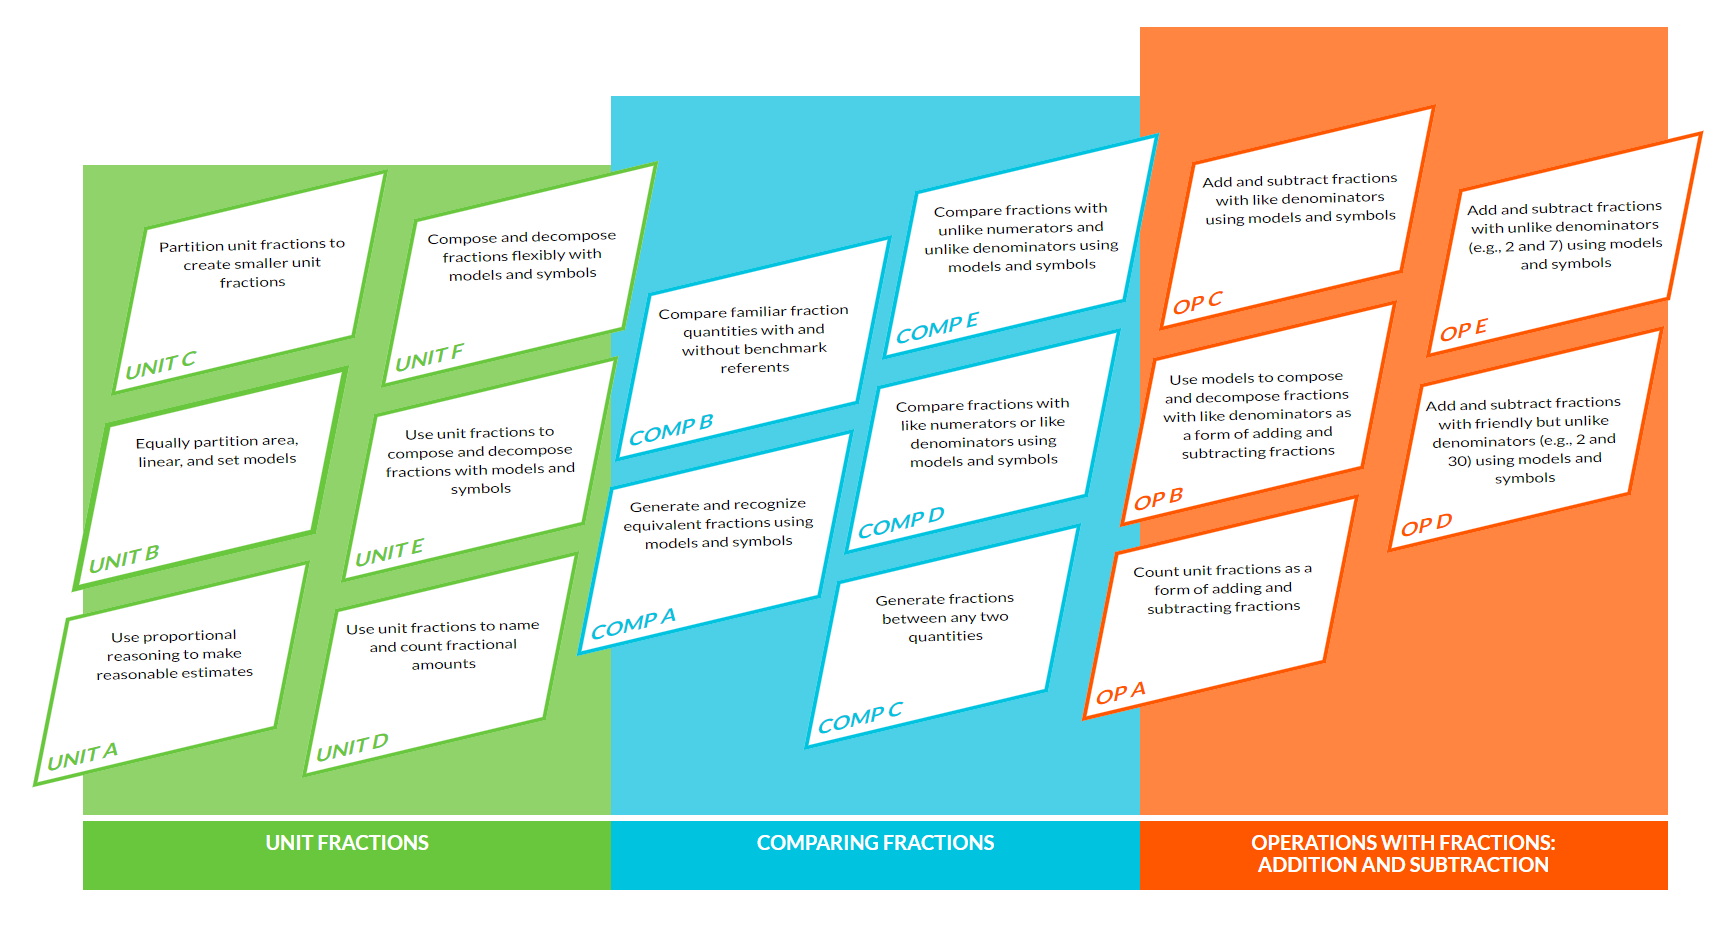 Partition unit fractions to
create smaller unit
fractions
UNIT C
Compose and decompose
fractions flexibly with
models and symbols
UNIT F
Equally partition area,
linear, and set models
UNIT B
Use unit fractions to
compose and decompose
fractions with models and
symbols
UNIT E
Use proportional
reasoning to make
reasonable estimates
UNIT A
Use unit fractions to name
and count fractional
amounts
UNIT D
Compare familiar fraction
quantities with and
without benchmark
referents
COMP B
Compare fractions with
unlike numerators and
unlike denominators using
models and symbols
COMP E
Generate and recognize
equivalent fractions using
models and symbols
COMP A
Compare fractions with
like numerators or like
denominators using
models and symbols
COMP D
Generate fractions
between any two
quantities
COMP C
Add and subtract fractions
with like denominators
using models and symbols
OP C
Add and subtract fractions
with unlike denominators
(e.g., 2 and 7) using models
and symbols
OP E
Use models to compose
and decompose fractions
with like denominators as
a form of adding and
subtracting fractions
OP B
Add and subtract fractions
with friendly but unlike
denominators (e.g., 2 and
30) using models and
symbols
OP D
Count unit fractions as a
form of adding and
subtracting fractions
OP A
UNIT FRACTIONS
COMPARING FRACTIONS
OPERATIONS WITH FRACTIONS:
ADDITION AND SUBTRACTION